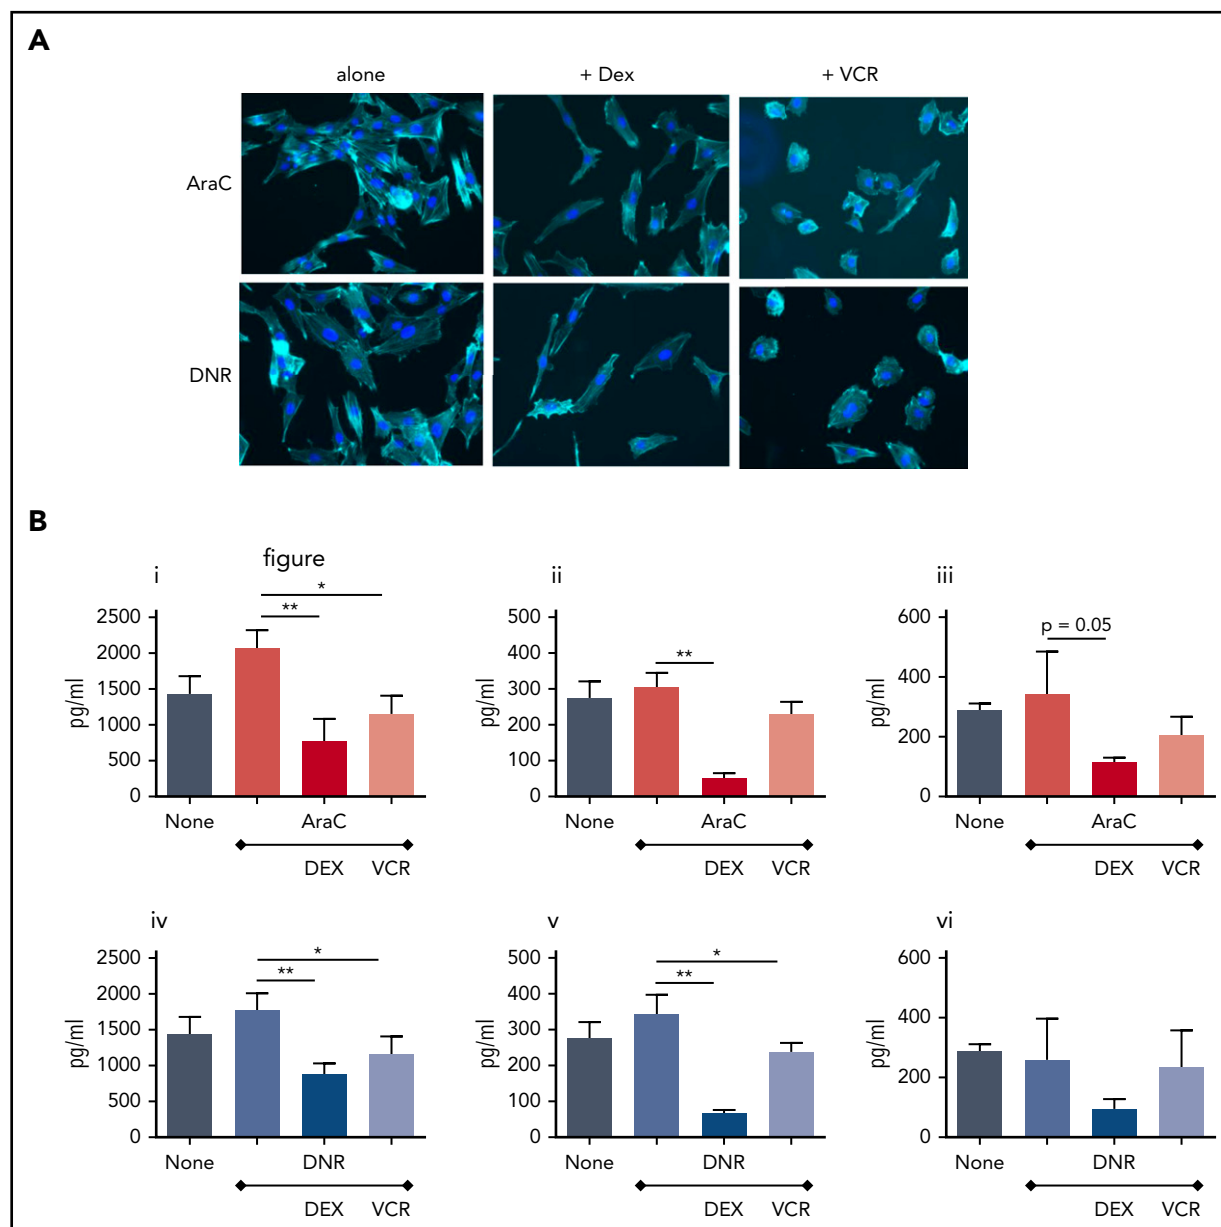 A
alone
+ Dex
+ VCR
AraC
DNR
B
figure
i
pg/ml
2500
2000
1500
1000
500
0
*
**
None
AraC
DEX
VCR
ii
pg/ml
500
400
300
200
100
0
**
None
AraC
DEX
VCR
iii
pg/ml
600
400
200
0
p = 0.05
None
AraC
DEX
VCR
iv
pg/ml
2500
2000
1500
1000
500
0
*
**
None
DNR
DEX
VCR
v
pg/ml
500
400
300
200
100
0
*
**
None
DNR
DEX
VCR
vi
pg/ml
600
400
200
0
None
DNR
DEX
VCR